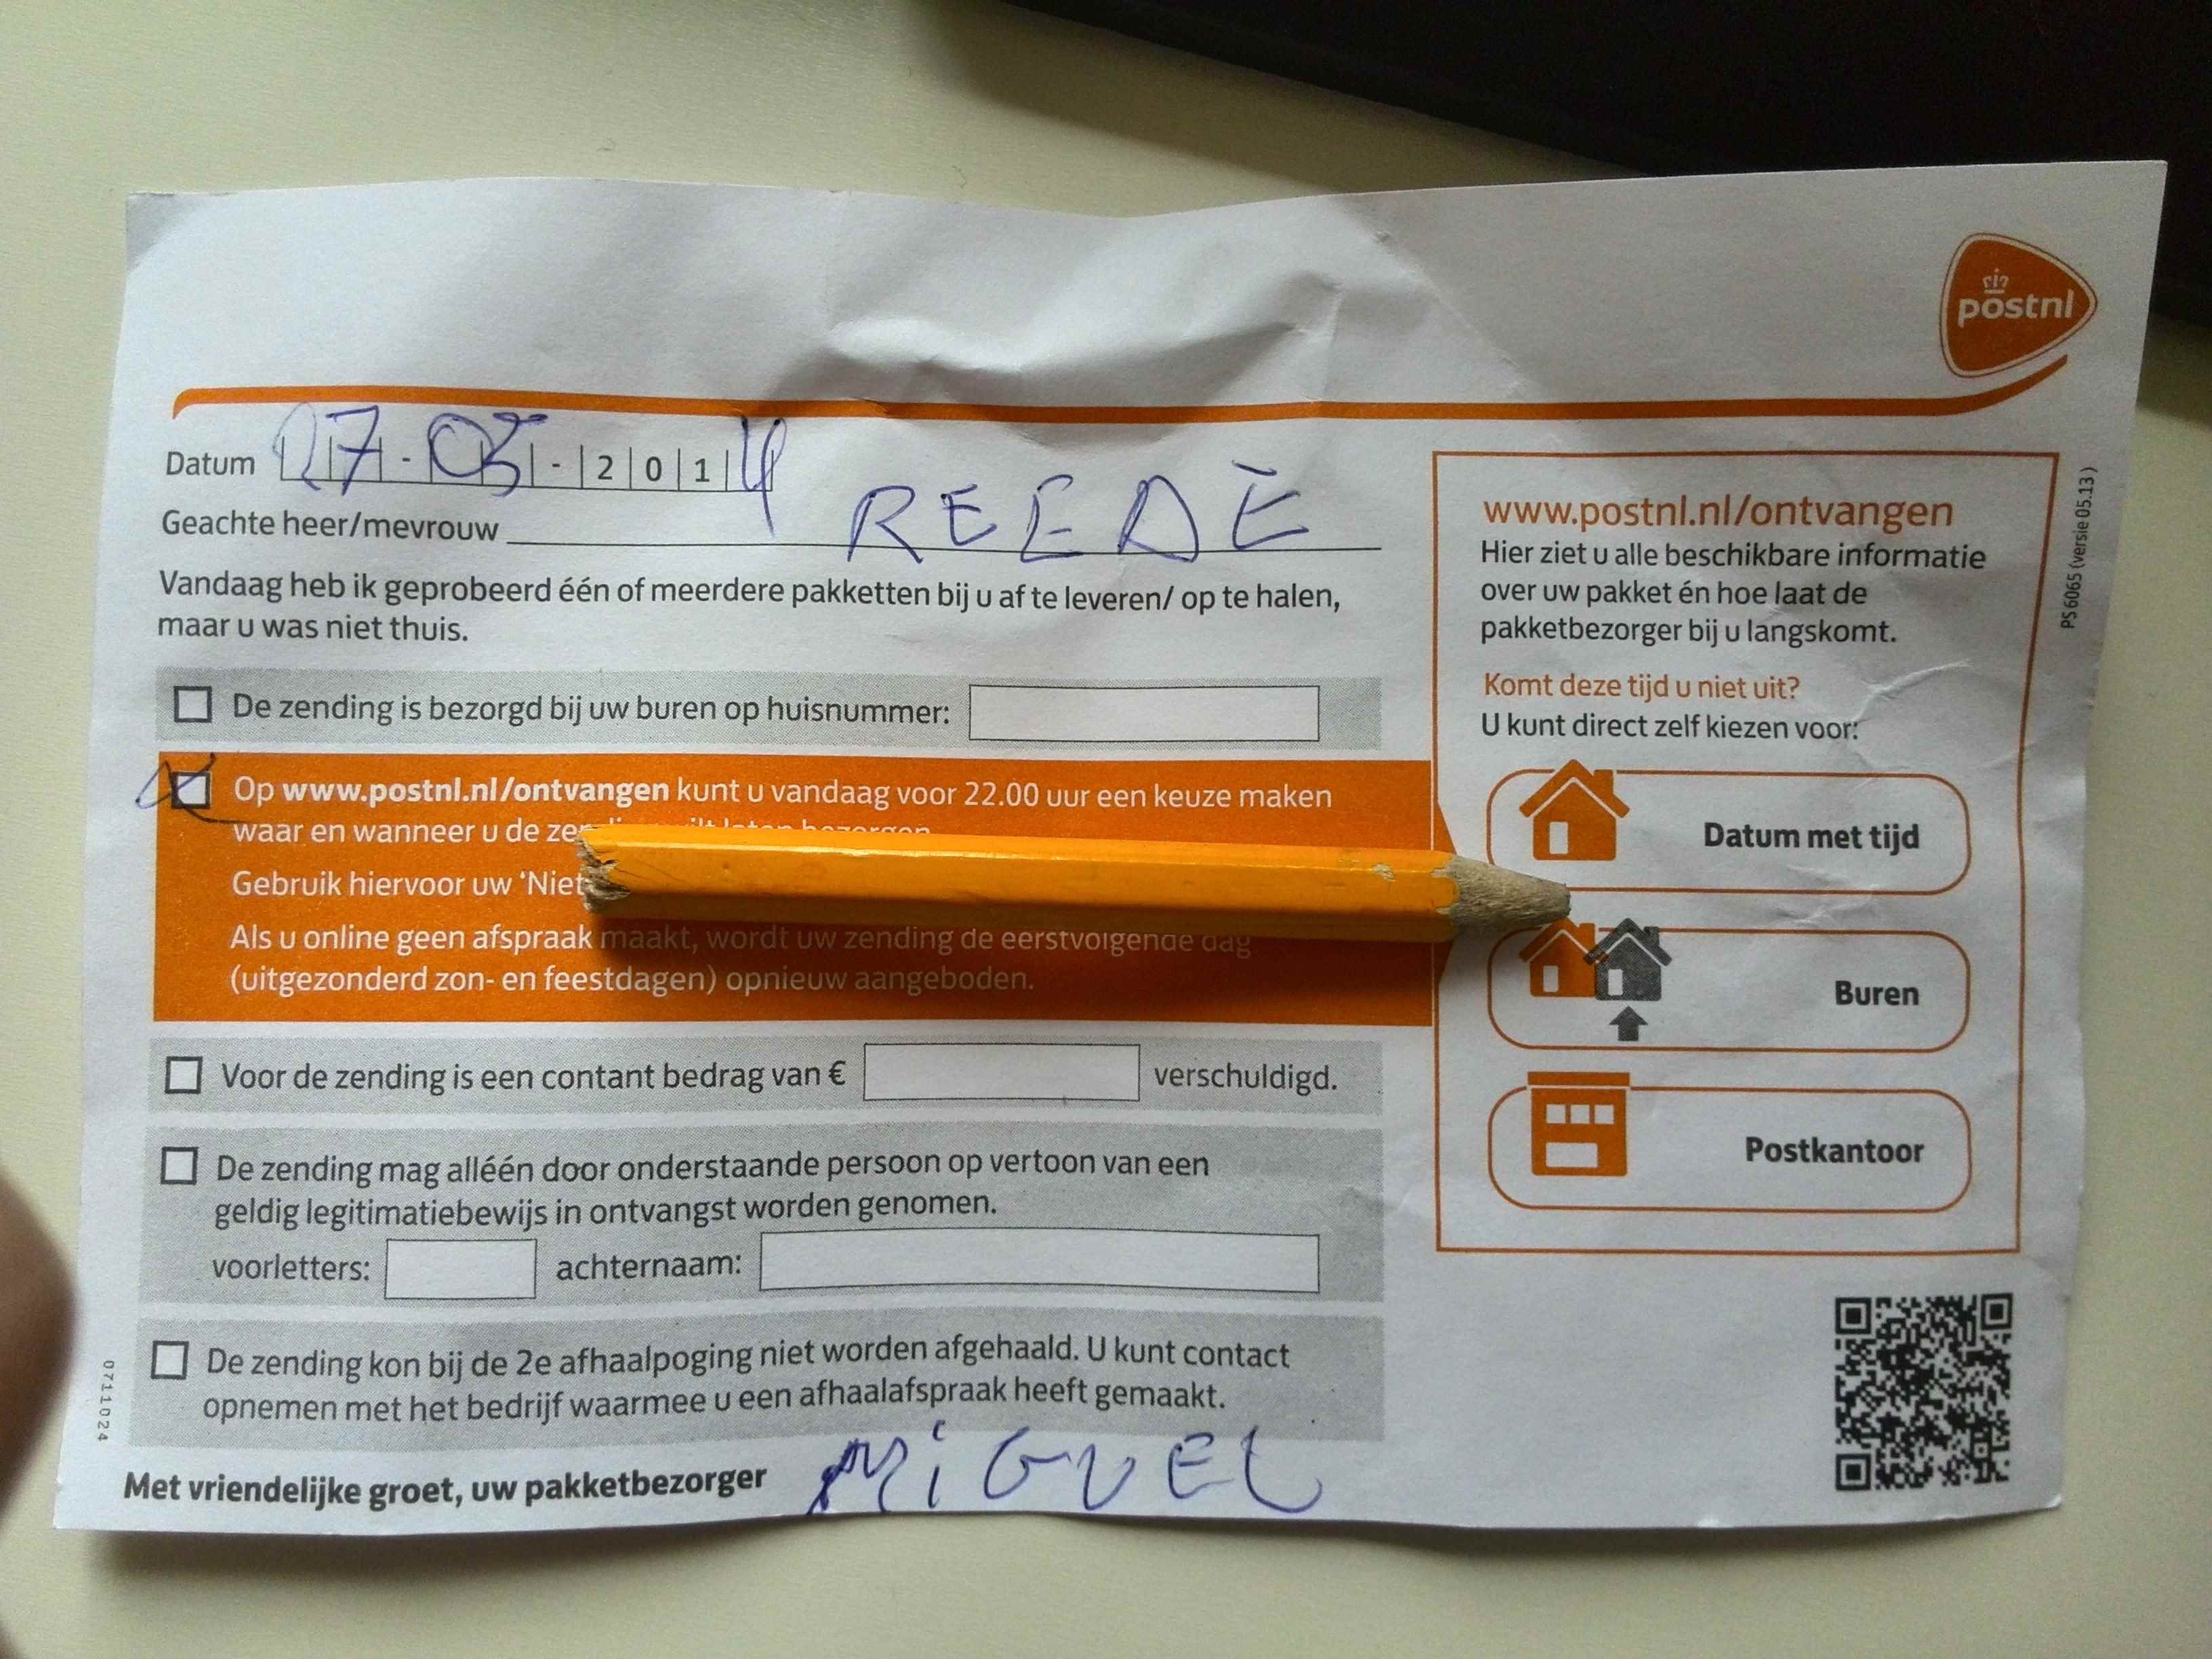 postnl
Datum 27-05-2014
Geachte heer/mevrouw REEDE
Vandaag heb ik geprobeerd één of meerdere pakketten bij u af te leveren/ op te halen,
maar u was niet thuis.
De zending is bezorgd bij uw buren op huisnummer:
Op www.postnl.nl/ontvangen kunt u vandaag voor 22.00 uur een keuze maken
waar en wanneer u de
Gebruik hiervoor uw 'Niet
Als u online geen afspraak maakt, wordt uw zending de eerstvolgende dag
(uitgezonderd zon- en feestdagen) opnieuw aangeboden.
Voor de zending is een contant bedrag van € verschuldigd.
De zending mag alléén door onderstaande persoon op vertoon van een
geldig legitimatiebewijs in ontvangst worden genomen.
voorletters: achternaam:
De zending kon bij de 2e afhaalpoging niet worden afgehaald. U kunt contact
opnemen met het bedrijf waarmee u een afhaalafspraak heeft gemaakt.
Met vriendelijke groet, uw pakketbezorger MiGUEL
0711024
www.postnl.nl/ontvangen
Hier ziet u alle beschikbare informatie
over uw pakket én hoe laat de
pakketbezorger bij u langskomt.
Komt deze tijd u niet uit?
U kunt direct zelf kiezen voor:
Datum met tijd
Buren
Postkantoor
PS 6065 (versie 05.13)